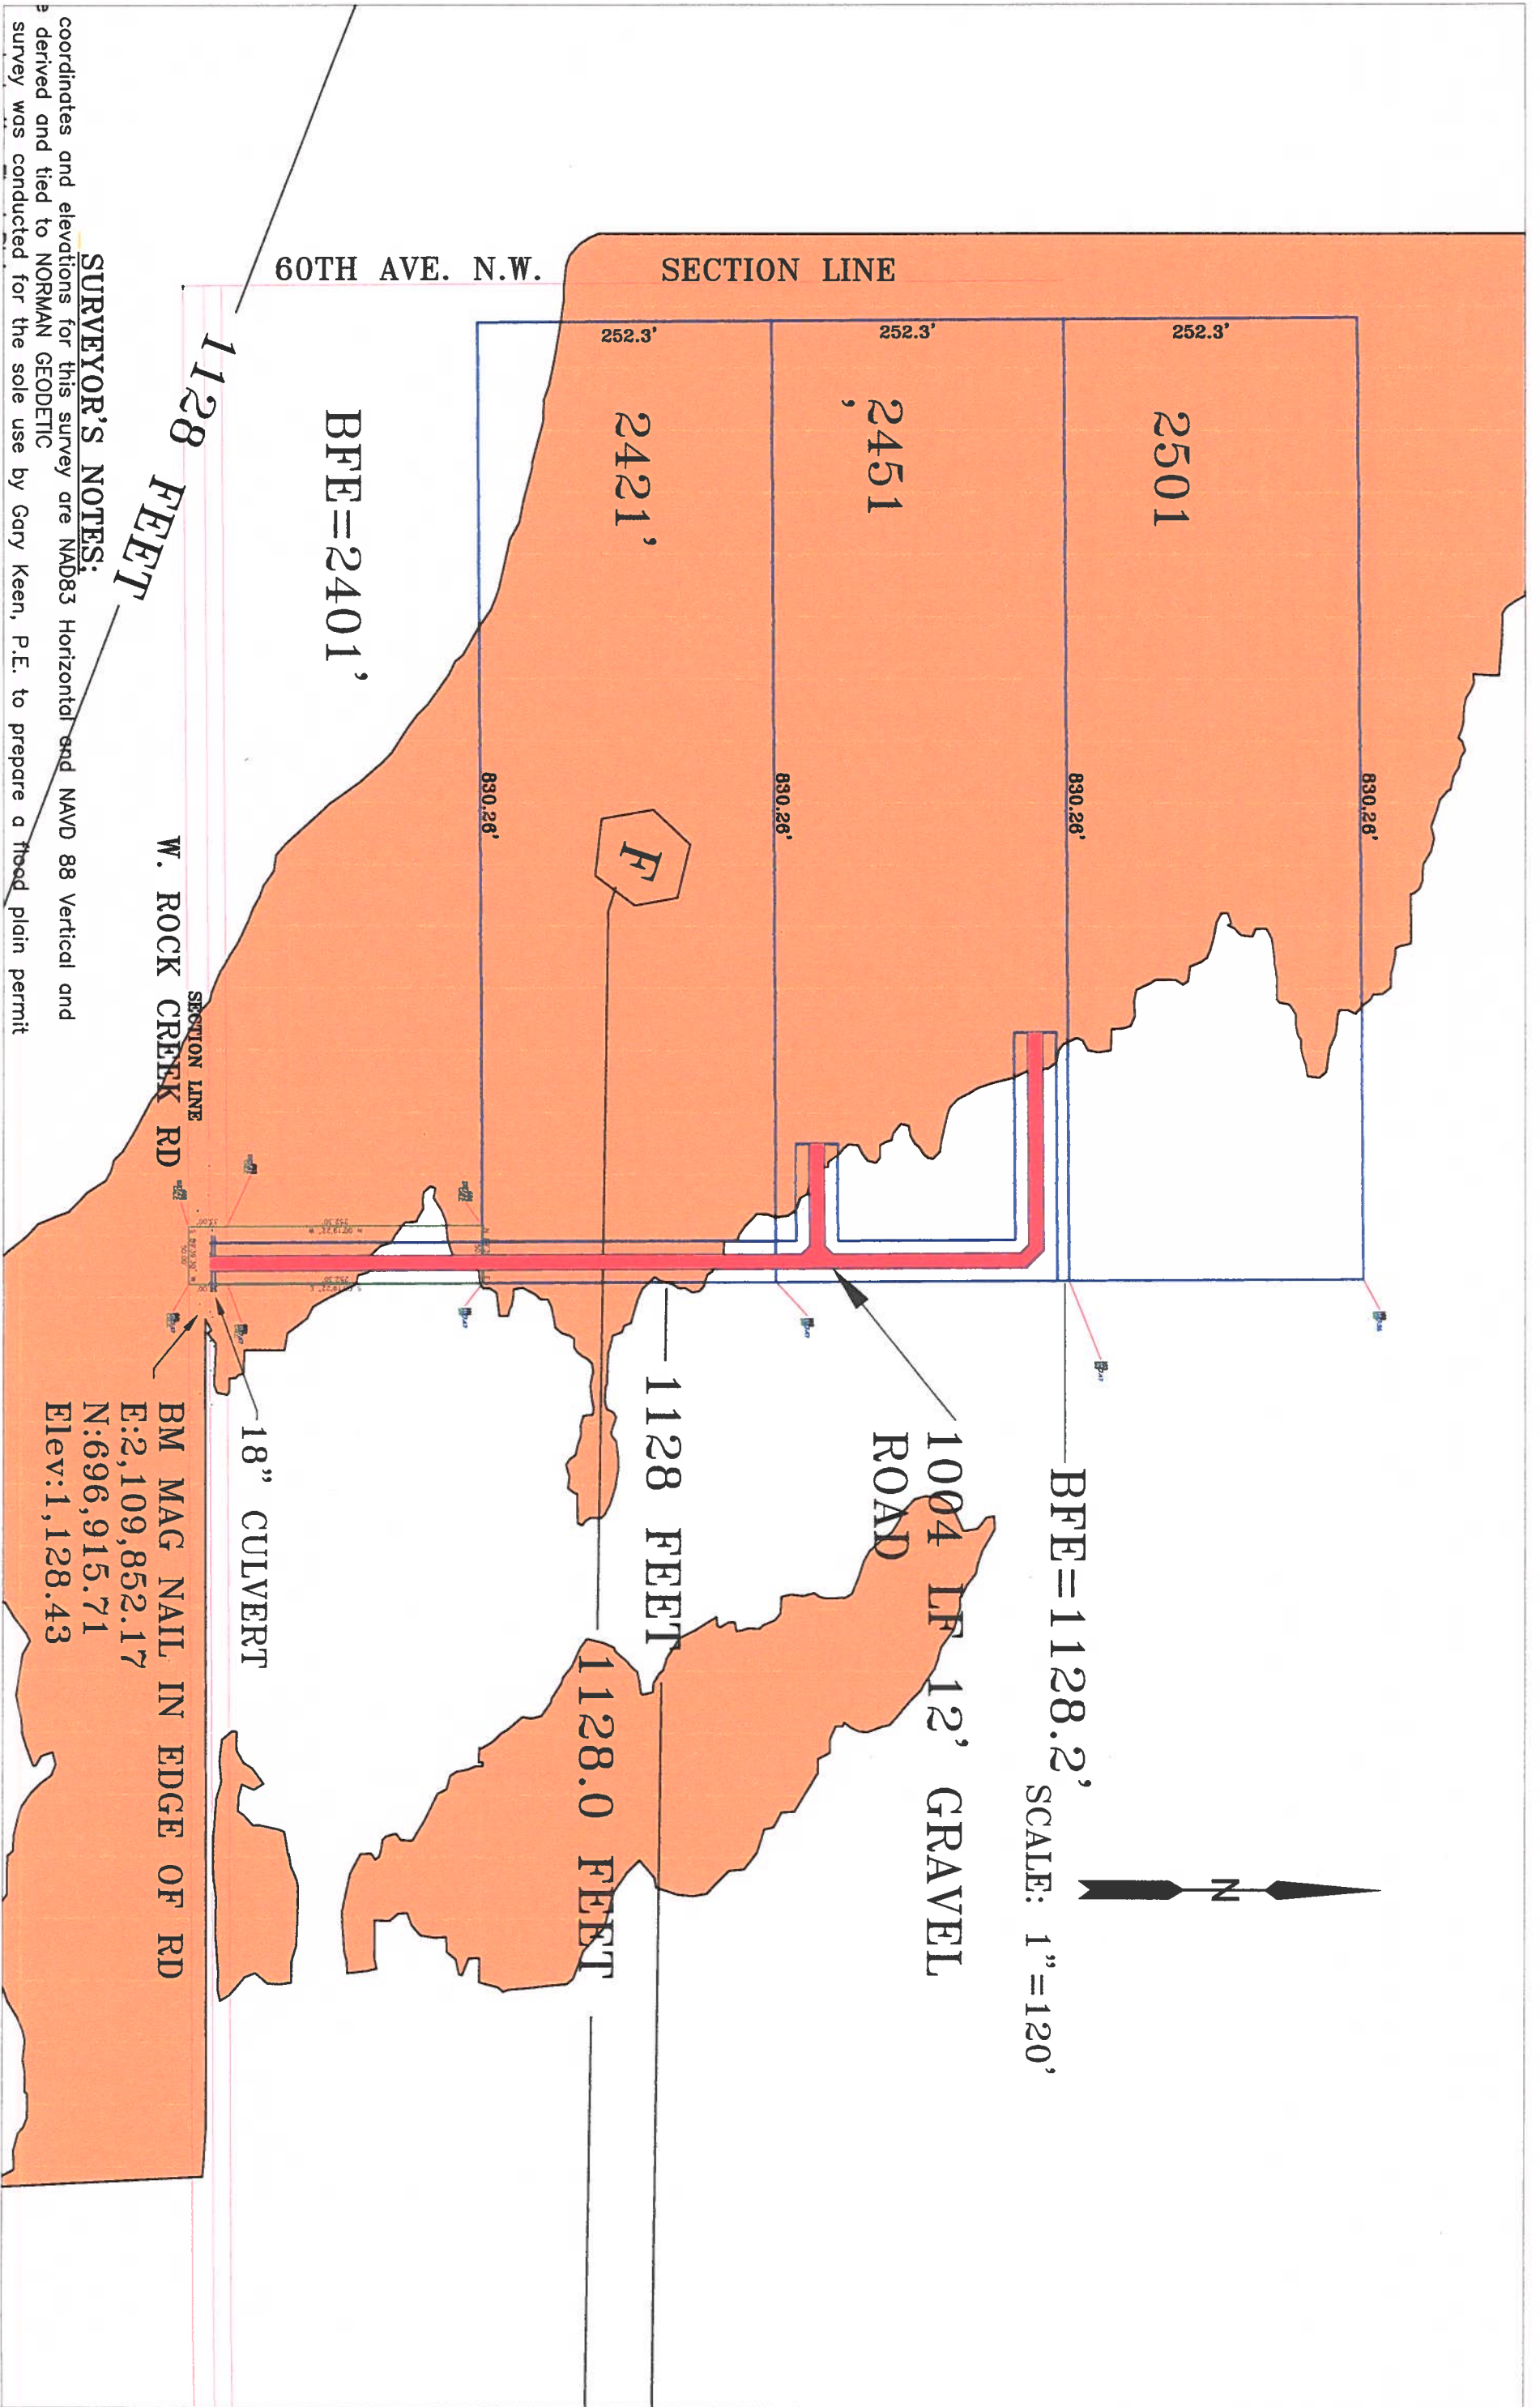 60TH AVE. N.W.
SECTION LINE
252.3'
252.3'
252.3'
2501
2451
'
2421'
BFE=2401'
830.26'
830.26'
830.26'
830.26'
F
1128 FEET
W. ROCK CREEK RD
SECTION LINE
BFE=1128.2'
SCALE: 1"=120'
N
1004 LF 12' GRAVEL
ROAD
1128 FEET
1128.0 FEET
18" CULVERT
BM MAG NAIL IN EDGE OF RD
E:2,109,852.17
N:696,915.71
Elev:1,128.43
SURVEYOR'S NOTES:
coordinates and elevations for this survey are NAD83 Horizontal and NAVD 88 Vertical and
e derived and tied to NORMAN GEODETIC
survey was conducted for the sole use by Gary Keen, P.E. to prepare a flood plain permit